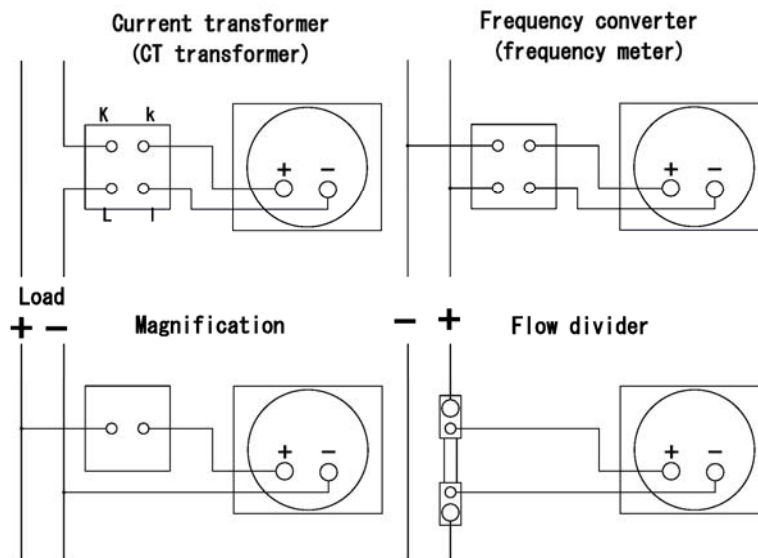 Current transformer
(CT transformer)
Frequency converter
(frequency meter)
K k
+ −
L l
+ −
Load
+ −
Magnification
− +
Flow divider
+ −
+ −